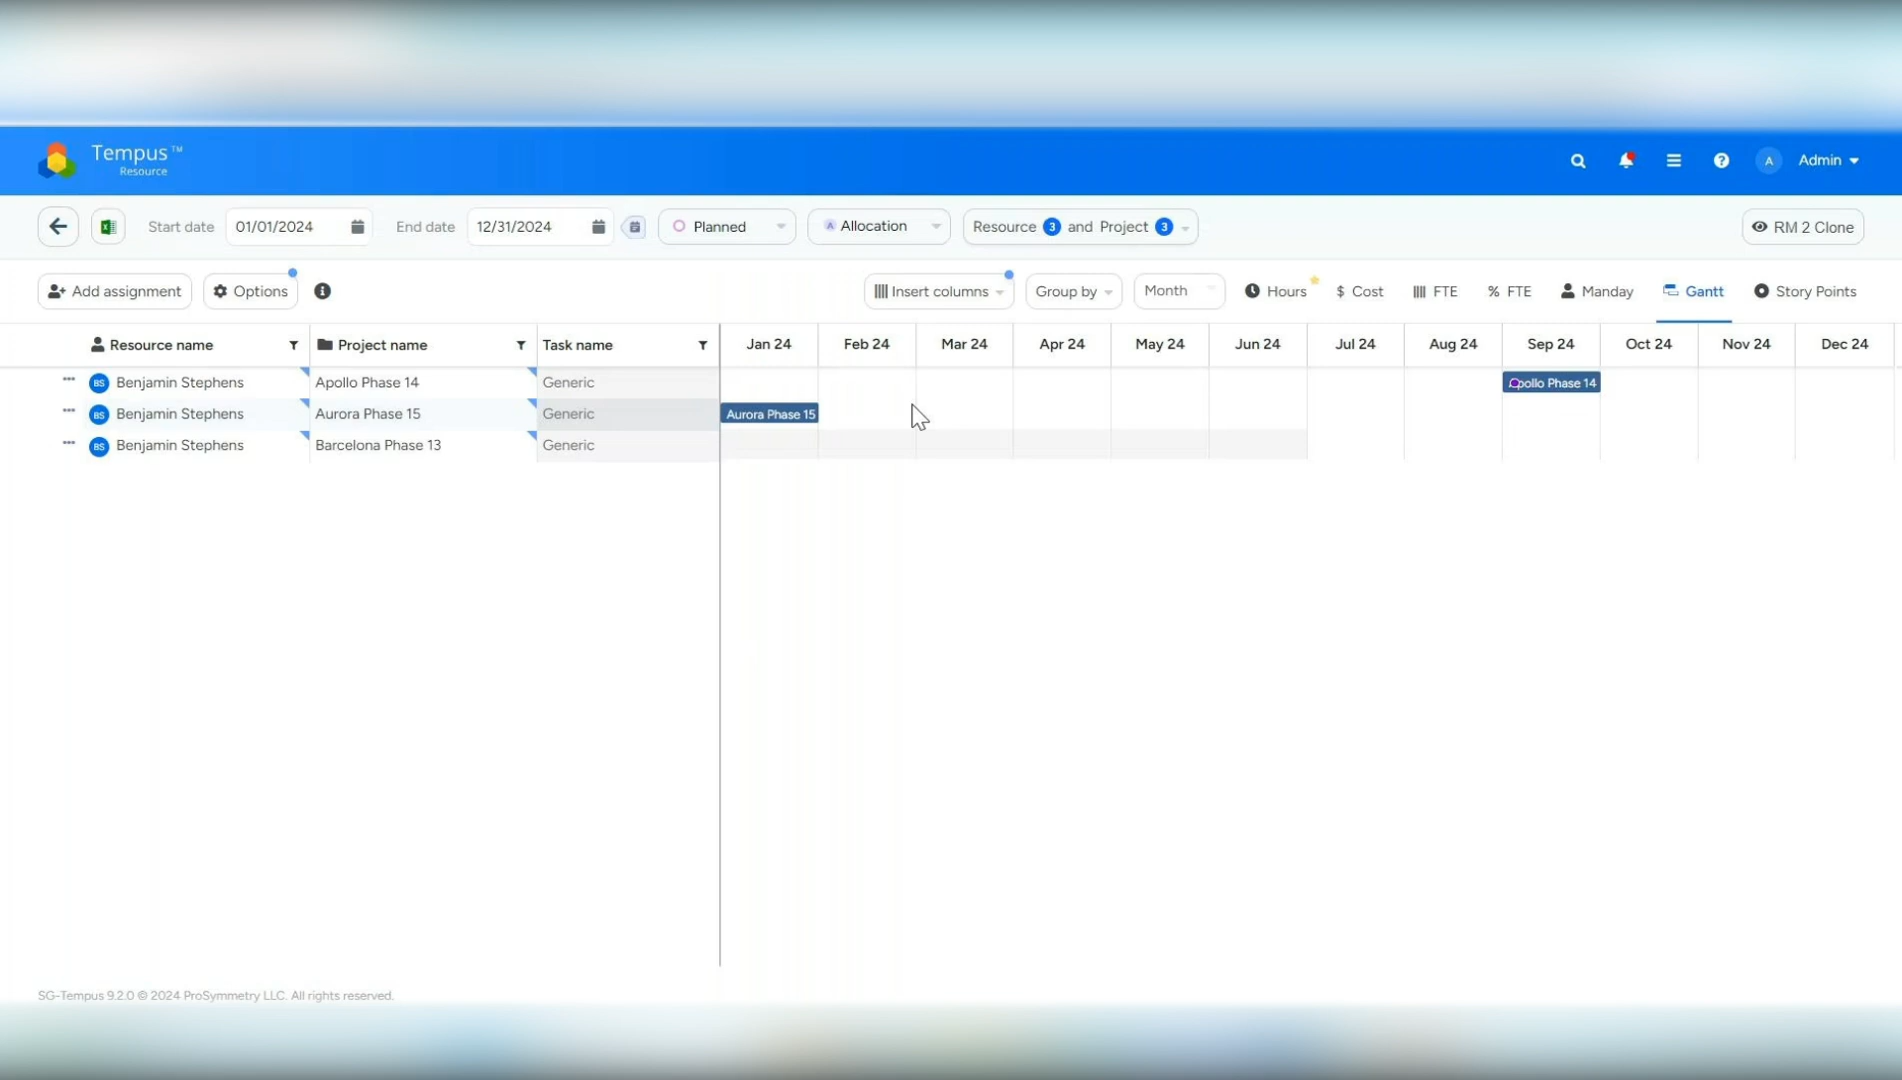 Tempus ™
Resource
A Admin
Start date 01/01/2024 End date 12/31/2024 Planned A Allocation Resource 3 and Project 3 RM 2 Clone
Add assignment Options Insert columns Group by Month Hours $ Cost FTE % FTE Manday Gantt Story Points
Resource name Project name Task name Jan 24 Feb 24 Mar 24 Apr 24 May 24 Jun 24 Jul 24 Aug 24 Sep 24 Oct 24 Nov 24 Dec 24
BS Benjamin Stephens Apollo Phase 14 Generic Apollo Phase 14
BS Benjamin Stephens Aurora Phase 15 Generic Aurora Phase 15
BS Benjamin Stephens Barcelona Phase 13 Generic
SG-Tempus 9.2.0 © 2024 ProSymmetry LLC. All rights reserved.